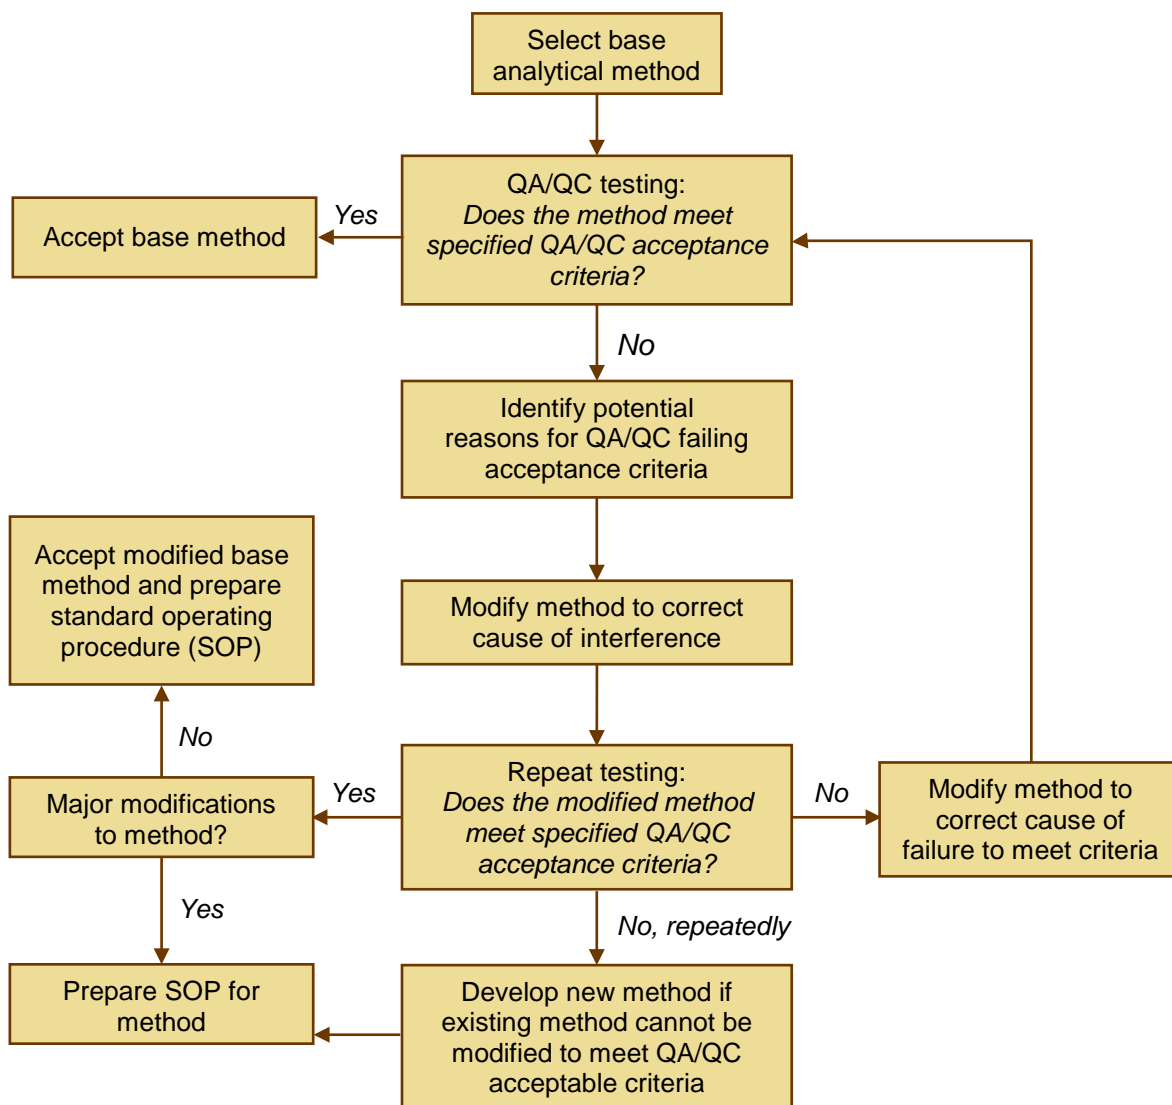 Select base
analytical method
QA/QC testing:
Does the method meet
specified QA/QC acceptance
criteria?
Yes
Accept base method
No
Identify potential
reasons for QA/QC failing
acceptance criteria
Modify method to correct
cause of interference
Repeat testing:
Does the modified method
meet specified QA/QC
acceptance criteria?
Yes
Major modifications
to method?
No
Accept modified base
method and prepare
standard operating
procedure (SOP)
Yes
Prepare SOP for
method
No
Modify method to
correct cause of
failure to meet criteria
No, repeatedly
Develop new method if
existing method cannot be
modified to meet QA/QC
acceptable criteria